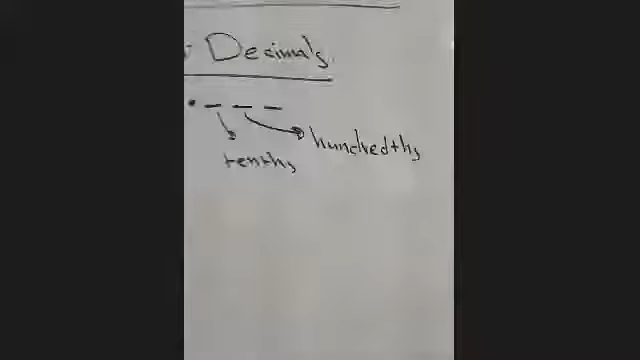 Decimals.
. _ _ _
hundredths
tenths